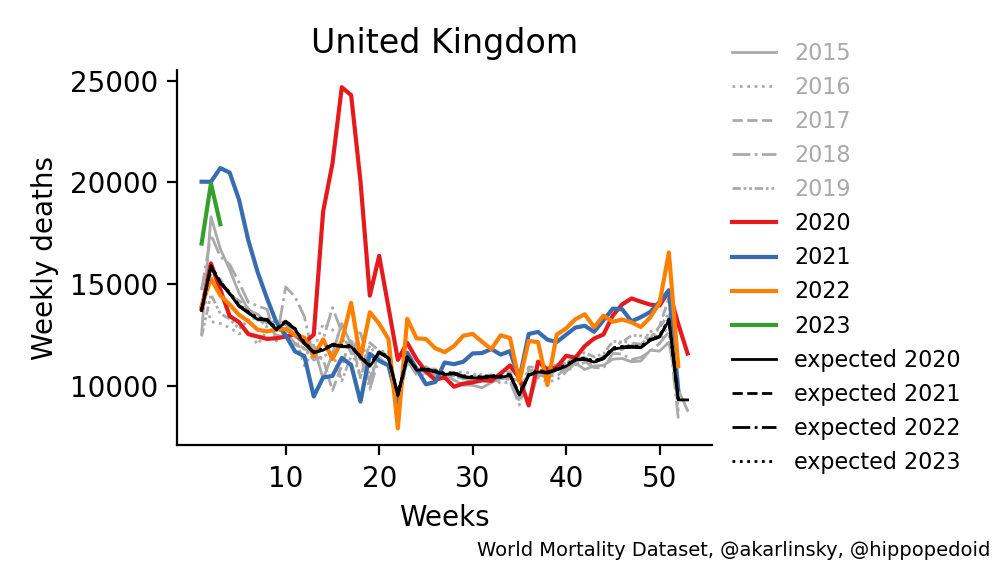 United Kingdom
Weekly deaths
25000
20000
15000
10000
10
20
30
40
50
Weeks
2015
2016
2017
2018
2019
2020
2021
2022
2023
expected 2020
expected 2021
expected 2022
expected 2023
World Mortality Dataset, @akarlinsky, @hippopedoid